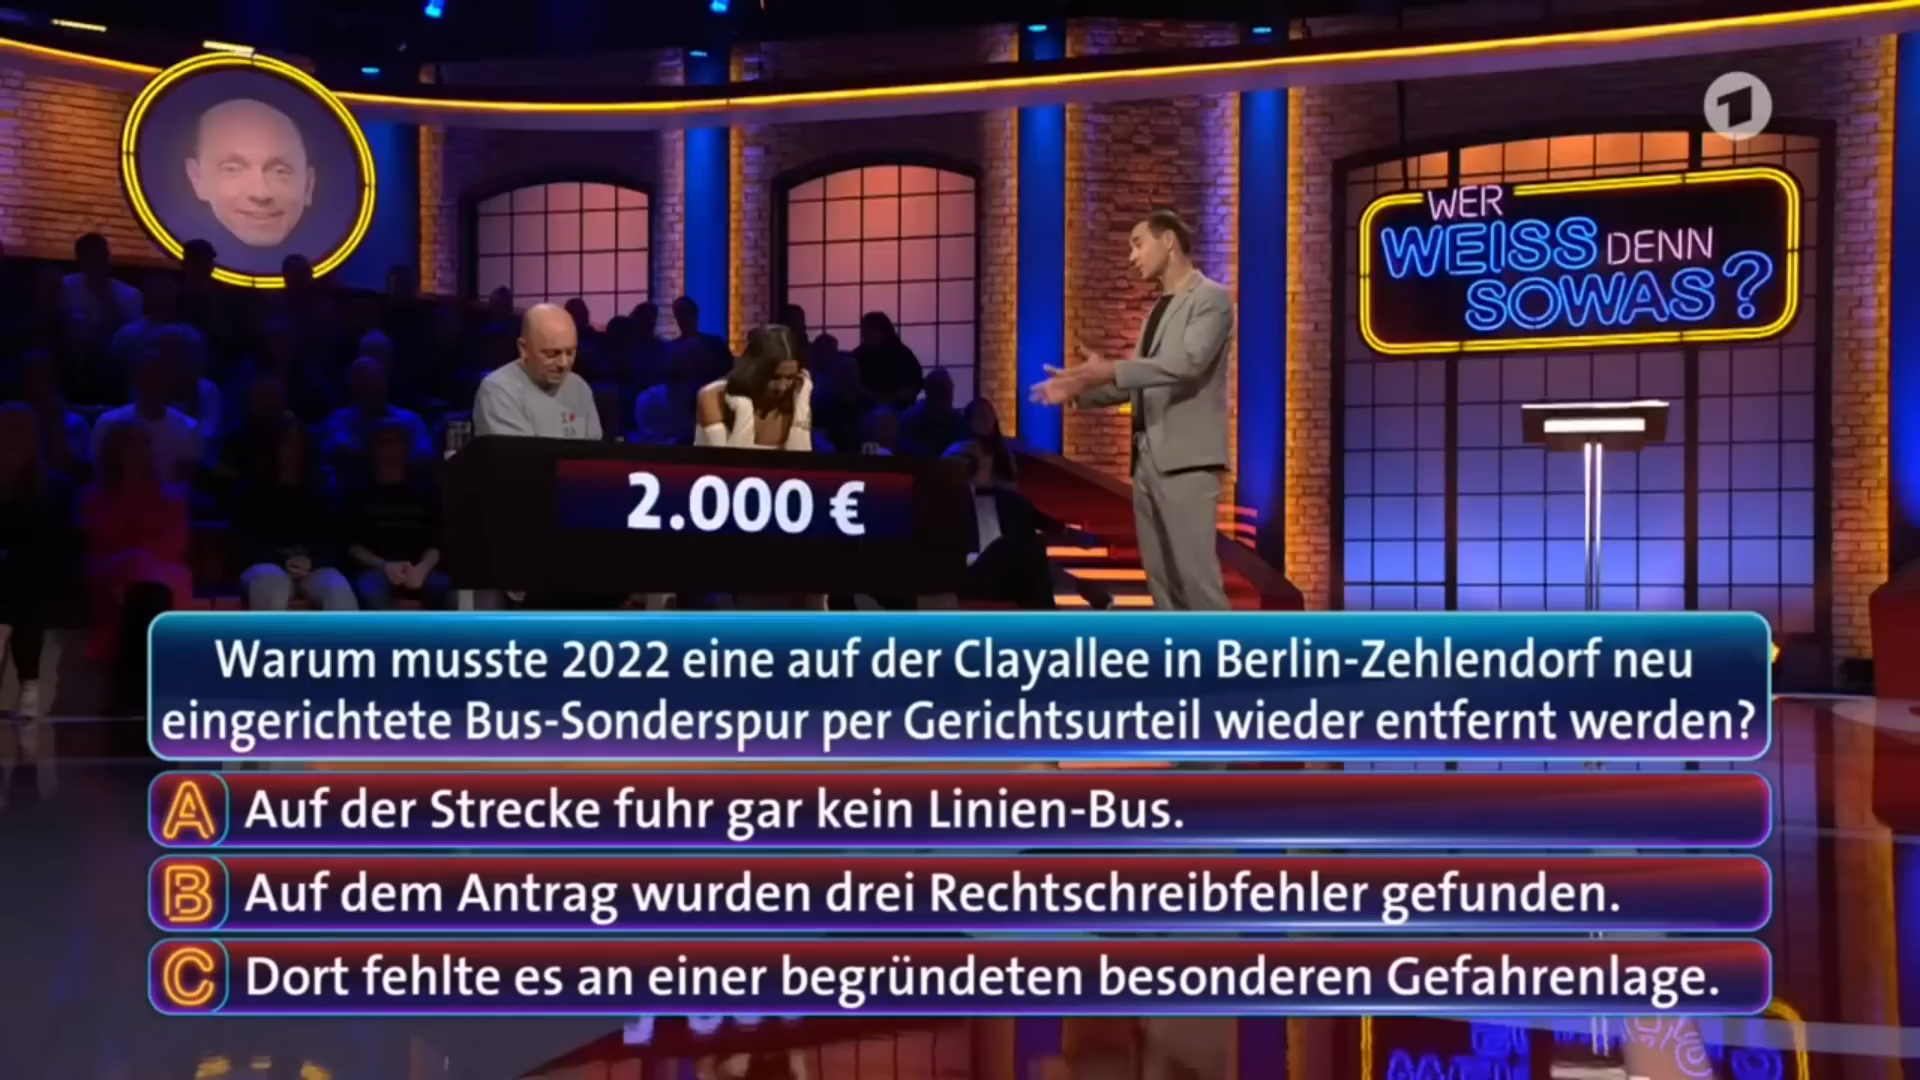 WER
WEISS DENN
SOWAS?
2.000 €
Warum musste 2022 eine auf der Clayallee in Berlin-Zehlendorf neu
eingerichtete Bus-Sonderspur per Gerichtsurteil wieder entfernt werden?
A Auf der Strecke fuhr gar kein Linien-Bus.
B Auf dem Antrag wurden drei Rechtschreibfehler gefunden.
C Dort fehlte es an einer begründeten besonderen Gefahrenlage.